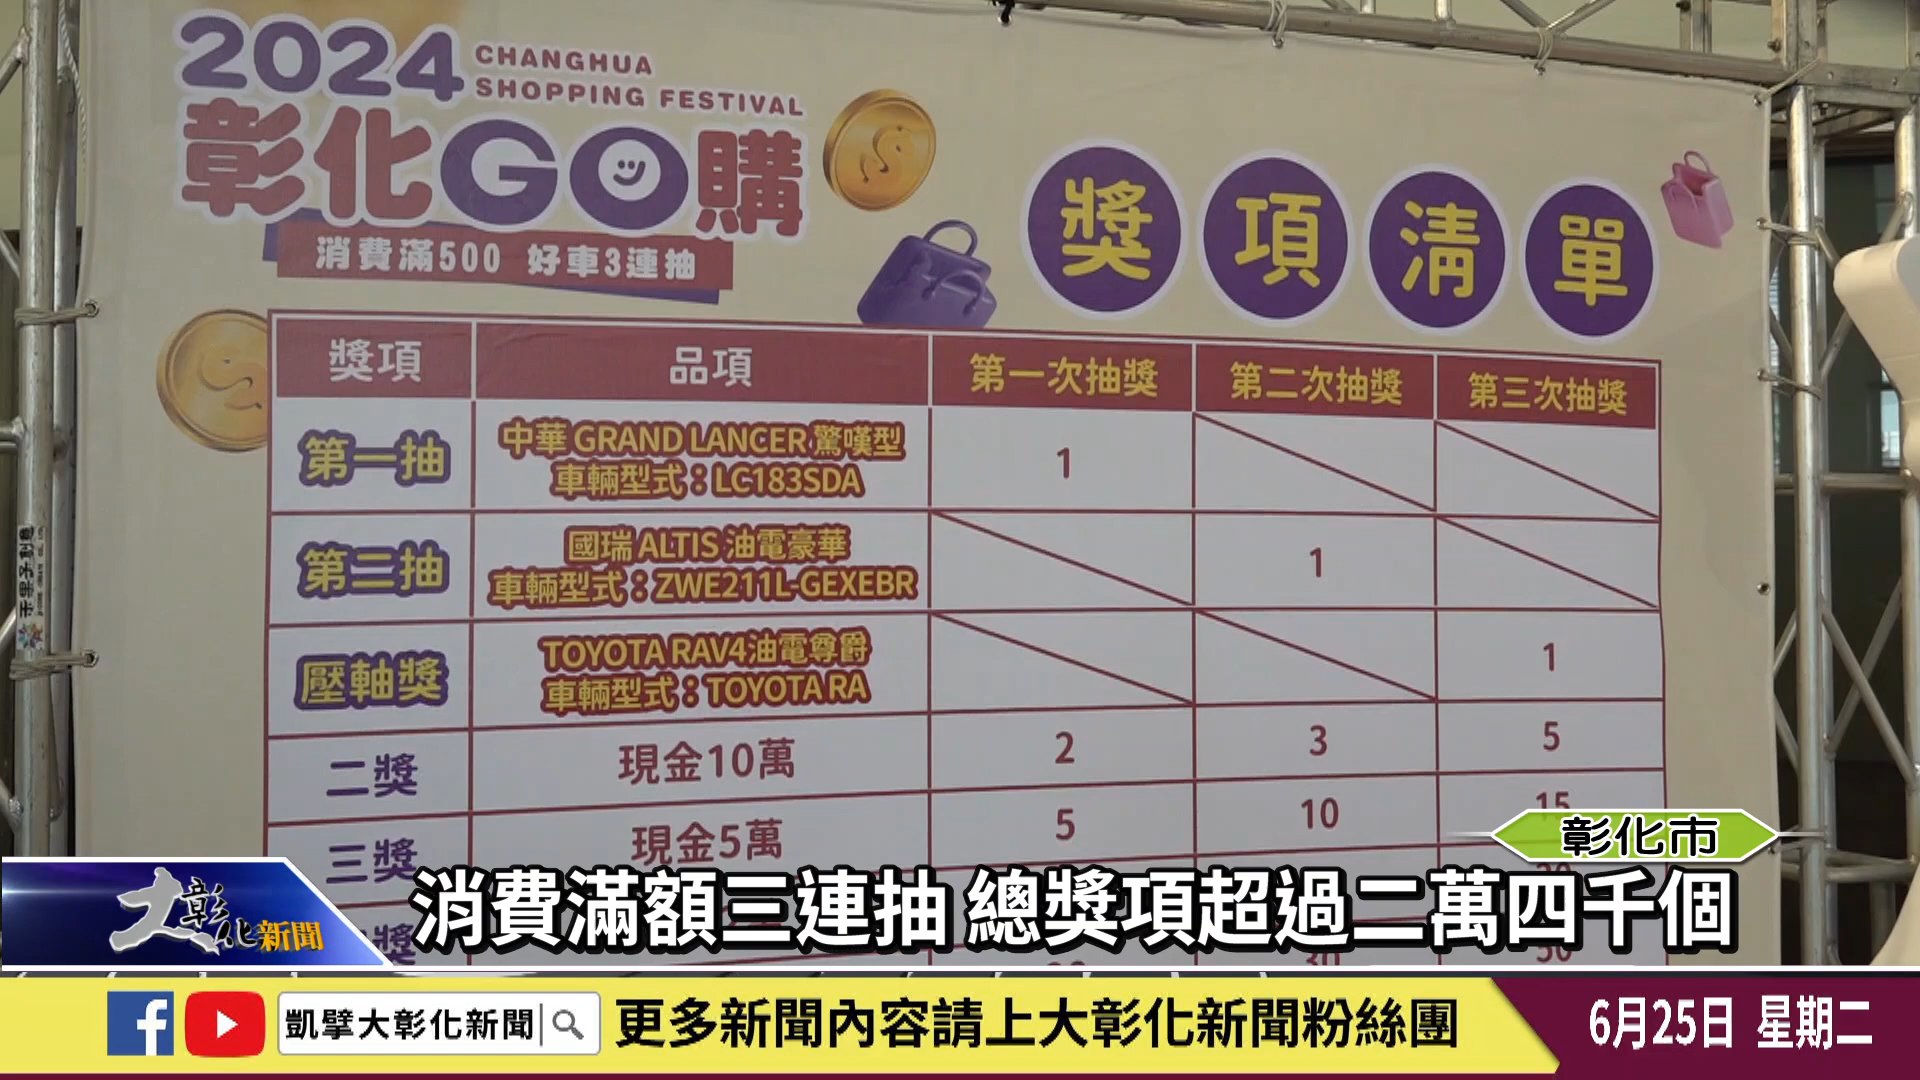 2024 CHANGHUA
SHOPPING FESTIVAL
彰化GO購
消費滿500 好車3連抽
獎項清單
獎項 品項 第一次抽獎 第二次抽獎 第三次抽獎
第一抽 中華 GRAND LANCER 驚嘆型
車輛型式：LC183SDA 1
第二抽 國瑞 ALTIS 油電豪華
車輛型式：ZWE211L-GEXEBR 1
壓軸獎 TOYOTA RAV4油電尊爵
車輛型式：TOYOTA RA 1
二獎 現金10萬 2 3 5
三獎 現金5萬 5 10 15
彰化市
大彰化新聞
消費滿額三連抽 總獎項超過二萬四千個
凱擘大彰化新聞
更多新聞內容請上大彰化新聞粉絲團
6月25日 星期二